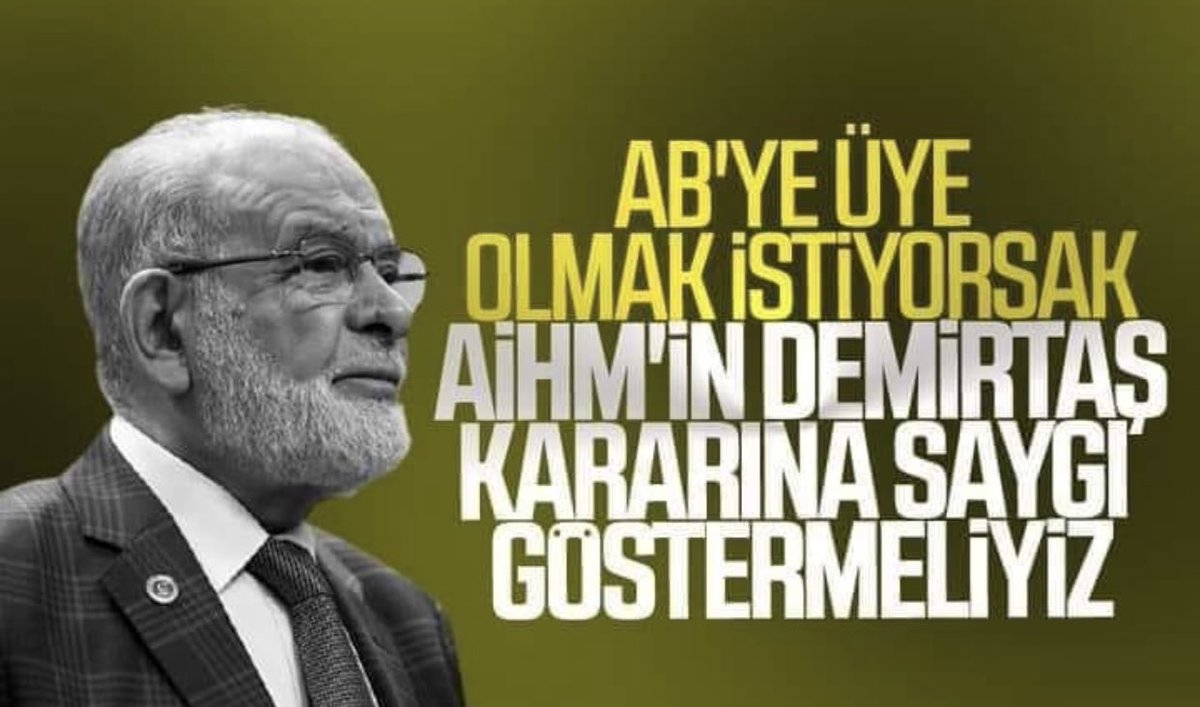 AB'YE ÜYE
OLMAK İSTİYORSAK
AİHM'İN DEMİRTAŞ
KARARINA SAYGI
GÖSTERMELİYİZ